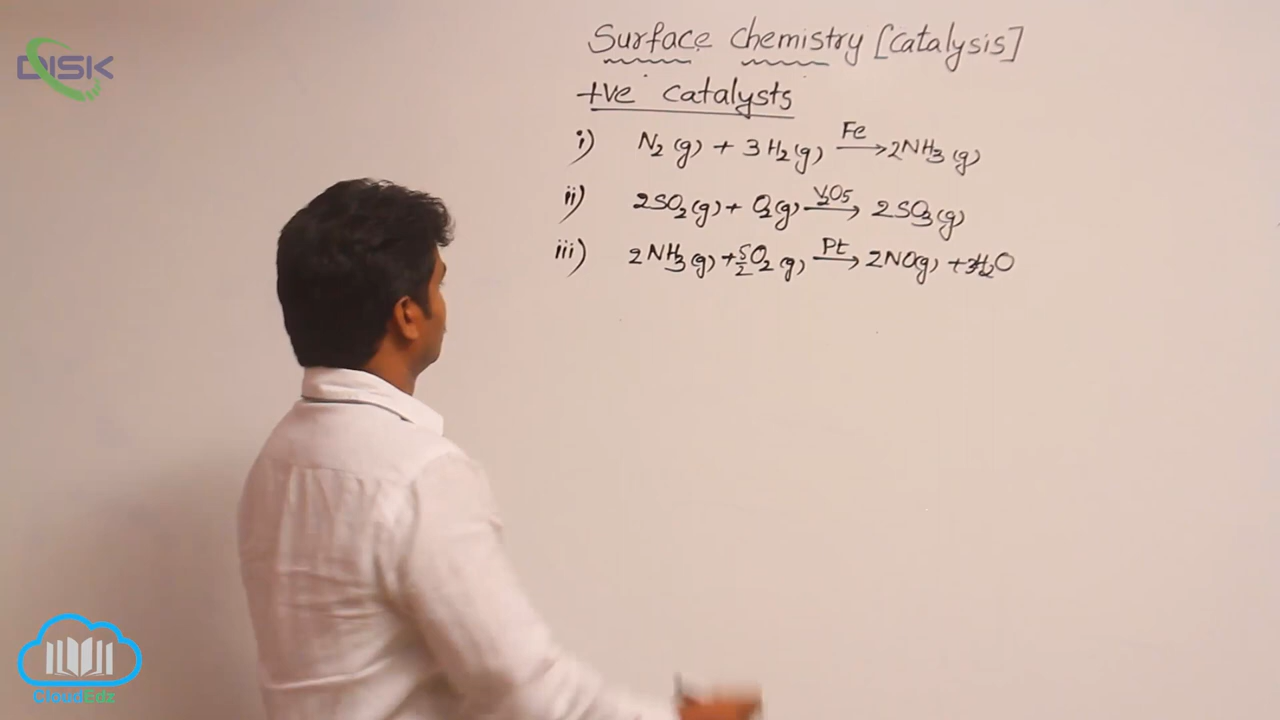 DISK
Surface chemistry [catalysis]
+ve catalysts
i) N₂(g) + 3H₂(g) Fe→ 2NH₃(g)
ii) 2SO₂(g) + O₂(g) V₂O₅→ 2SO₃(g)
iii) 2NH₃(g) + 5/2 O₂(g) Pt→ 2NO(g) + 3H₂O
CloudEdz